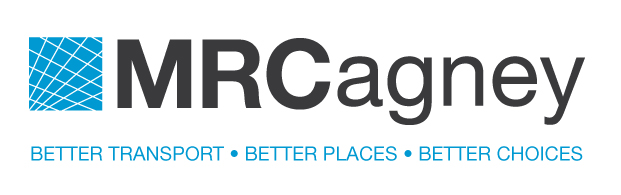 MRCagney
BETTER TRANSPORT • BETTER PLACES • BETTER CHOICES